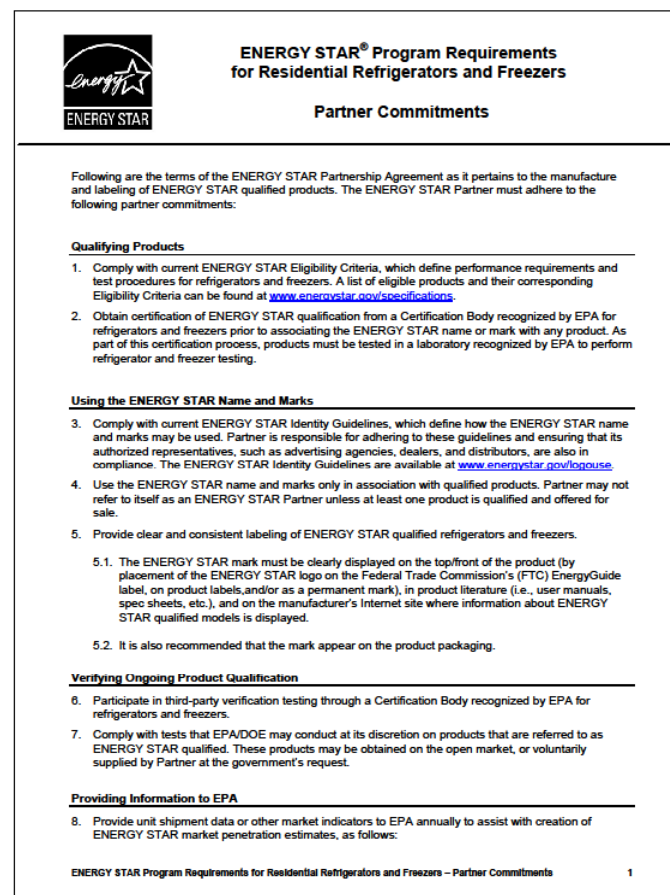 ENERGY STAR® Program Requirements
for Residential Refrigerators and Freezers
Partner Commitments
energy
ENERGY STAR
Following are the terms of the ENERGY STAR Partnership Agreement as it pertains to the manufacture
and labeling of ENERGY STAR qualified products. The ENERGY STAR Partner must adhere to the
following partner commitments:
Qualifying Products
1. Comply with current ENERGY STAR Eligibility Criteria, which define performance requirements and
test procedures for refrigerators and freezers. A list of eligible products and their corresponding
Eligibility Criteria can be found at www.energystar.gov/specifications.
2. Obtain certification of ENERGY STAR qualification from a Certification Body recognized by EPA for
refrigerators and freezers prior to associating the ENERGY STAR name or mark with any product. As
part of this certification process, products must be tested in a laboratory recognized by EPA to perform
refrigerator and freezer testing.
Using the ENERGY STAR Name and Marks
3. Comply with current ENERGY STAR Identity Guidelines, which define how the ENERGY STAR name
and marks may be used. Partner is responsible for adhering to these guidelines and ensuring that its
authorized representatives, such as advertising agencies, dealers, and distributors, are also in
compliance. The ENERGY STAR Identity Guidelines are available at www.energystar.gov/logouse.
4. Use the ENERGY STAR name and marks only in association with qualified products. Partner may not
refer to itself as an ENERGY STAR Partner unless at least one product is qualified and offered for
sale.
5. Provide clear and consistent labeling of ENERGY STAR qualified refrigerators and freezers.
5.1. The ENERGY STAR mark must be clearly displayed on the top/front of the product (by
placement of the ENERGY STAR logo on the Federal Trade Commission's (FTC) EnergyGuide
label, on product labels,and/or as a permanent mark), in product literature (i.e., user manuals,
spec sheets, etc.), and on the manufacturer's Internet site where information about ENERGY
STAR qualified models is displayed.
5.2. It is also recommended that the mark appear on the product packaging.
Verifying Ongoing Product Qualification
6. Participate in third-party verification testing through a Certification Body recognized by EPA for
refrigerators and freezers.
7. Comply with tests that EPA/DOE may conduct at its discretion on products that are referred to as
ENERGY STAR qualified. These products may be obtained on the open market, or voluntarily
supplied by Partner at the government's request.
Providing Information to EPA
8. Provide unit shipment data or other market indicators to EPA annually to assist with creation of
ENERGY STAR market penetration estimates, as follows:
ENERGY STAR Program Requirements for Residential Refrigerators and Freezers – Partner Commitments 1